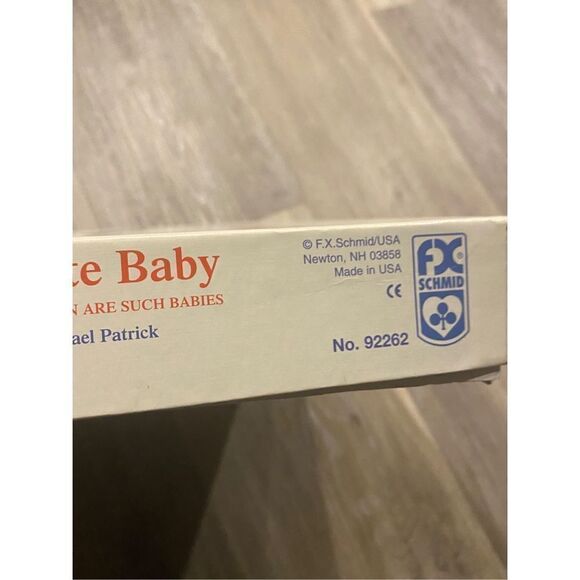 te Baby
N ARE SUCH BABIES
ael Patrick
© F.X.Schmid/USA
Newton, NH 03858
Made in USA
CE
No. 92262
FX®
SCHMID